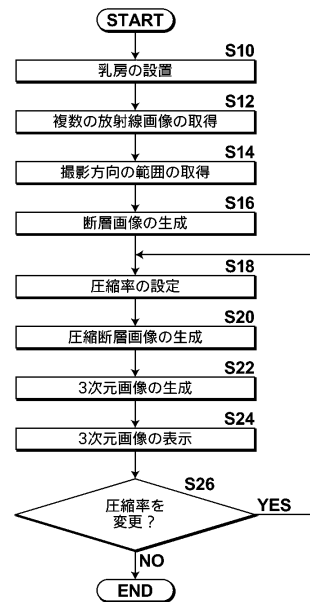 START
S10
乳房の設置
S12
複数の放射線画像の取得
S14
撮影方向の範囲の取得
S16
断層画像の生成
S18
圧縮率の設定
S20
圧縮断層画像の生成
S22
3次元画像の生成
S24
3次元画像の表示
S26
圧縮率を
変更？
YES
NO
END